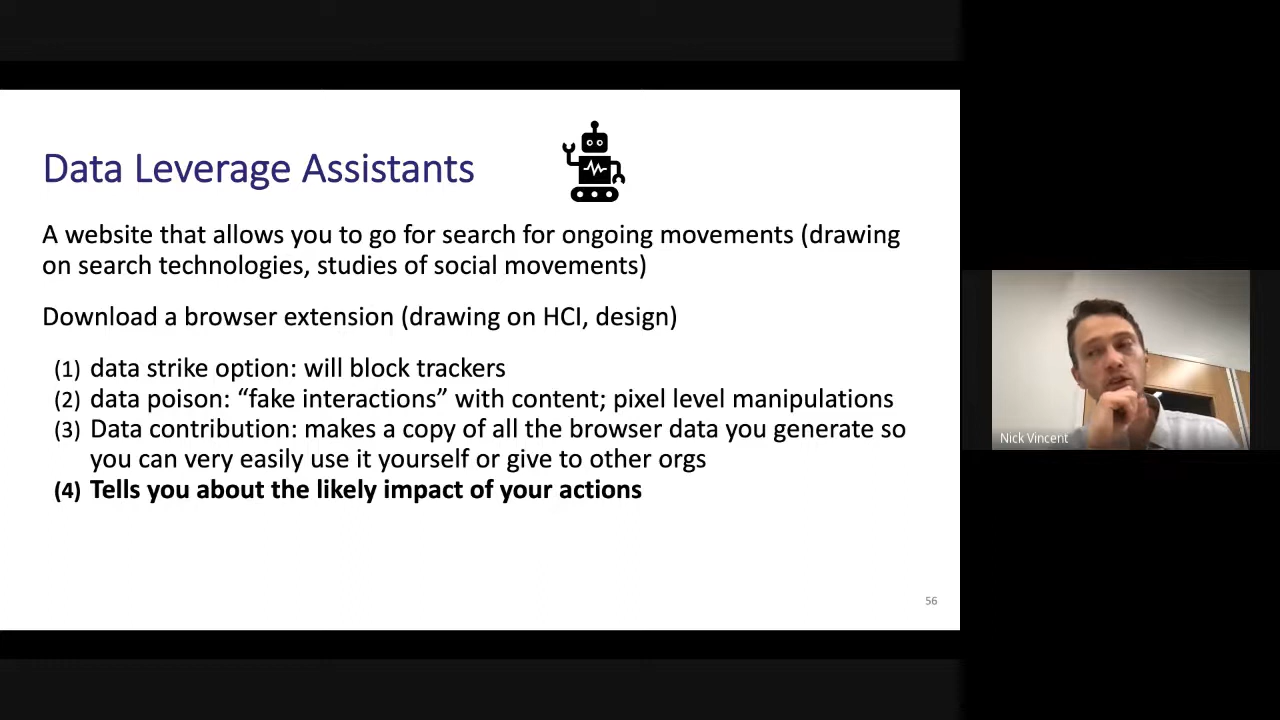 Data Leverage Assistants
A website that allows you to go for search for ongoing movements (drawing
on search technologies, studies of social movements)
Download a browser extension (drawing on HCI, design)
(1) data strike option: will block trackers
(2) data poison: “fake interactions” with content; pixel level manipulations
(3) Data contribution: makes a copy of all the browser data you generate so
you can very easily use it yourself or give to other orgs
(4) Tells you about the likely impact of your actions
56
Nick Vincent